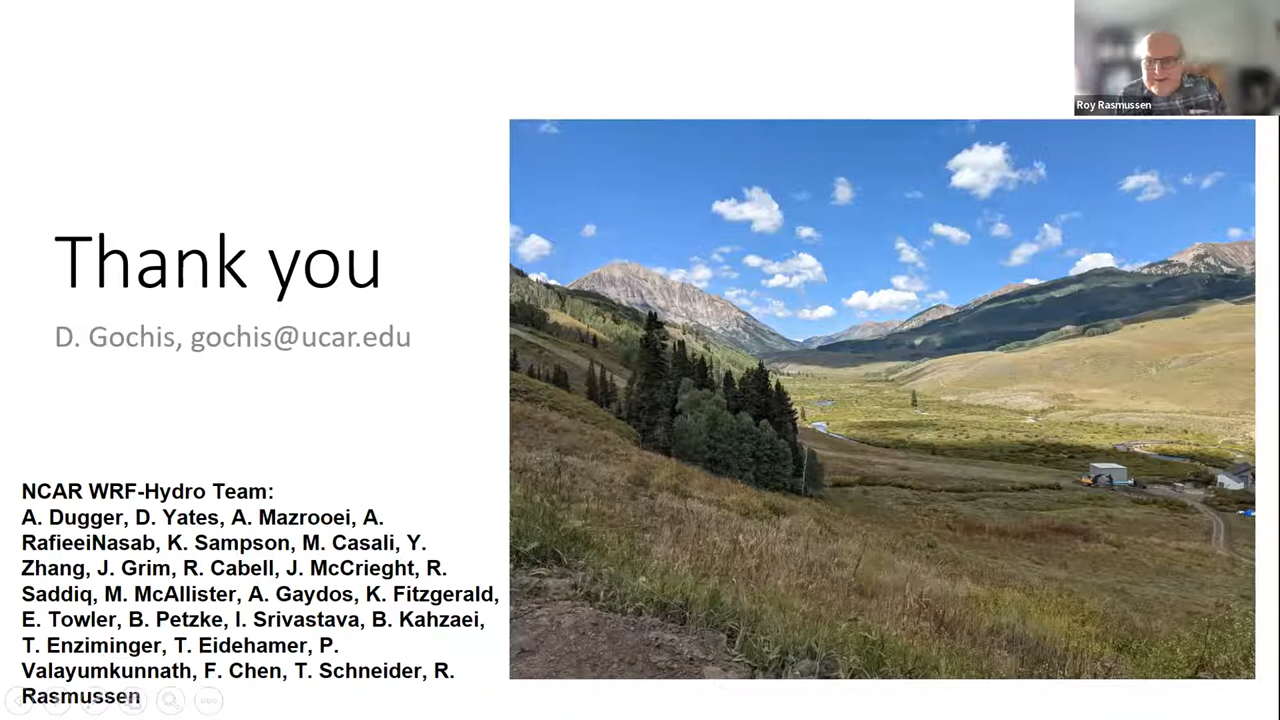 Roy Rasmussen
Thank you
D. Gochis, gochis@ucar.edu
NCAR WRF-Hydro Team:
A. Dugger, D. Yates, A. Mazrooei, A.
RafieeiNasab, K. Sampson, M. Casali, Y.
Zhang, J. Grim, R. Cabell, J. McCrieght, R.
Saddiq, M. McAllister, A. Gaydos, K. Fitzgerald,
E. Towler, B. Petzke, I. Srivastava, B. Kahzaei,
T. Enziminger, T. Eidehamer, P.
Valayumkunnath, F. Chen, T. Schneider, R.
Rasmussen